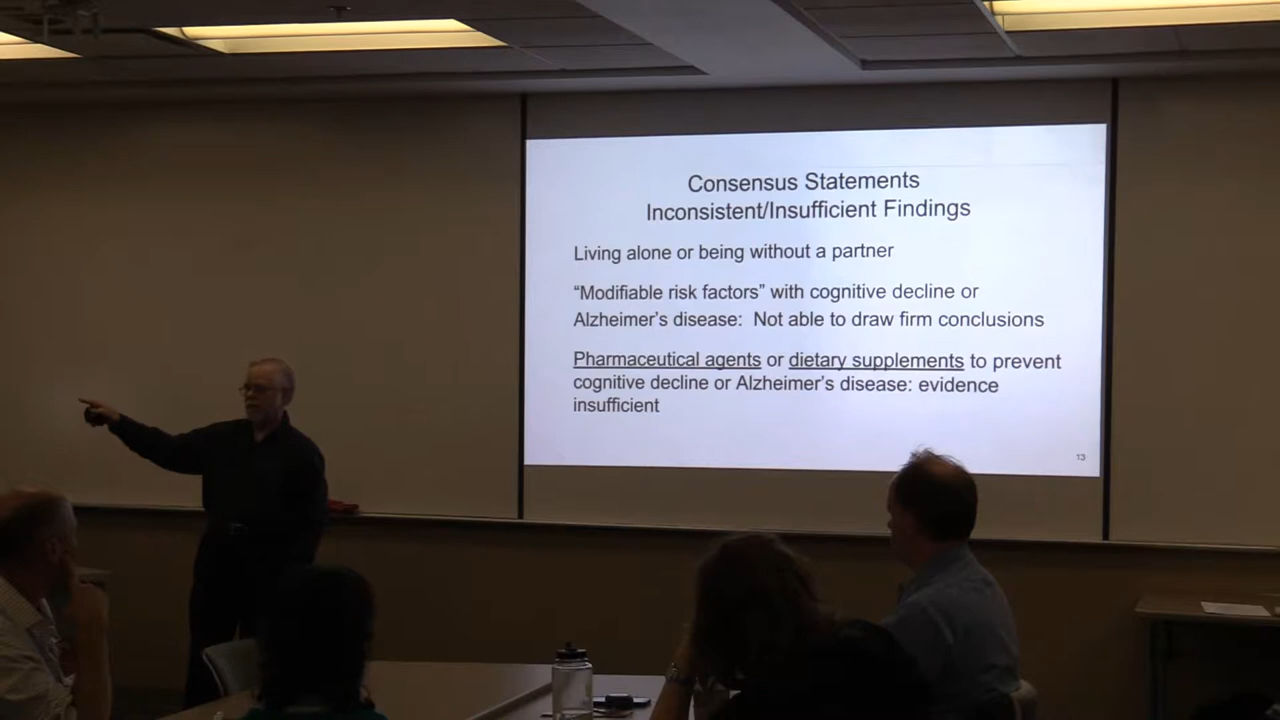 Consensus Statements
Inconsistent/Insufficient Findings
Living alone or being without a partner
“Modifiable risk factors” with cognitive decline or
Alzheimer’s disease: Not able to draw firm conclusions
Pharmaceutical agents or dietary supplements to prevent
cognitive decline or Alzheimer’s disease: evidence
insufficient
13